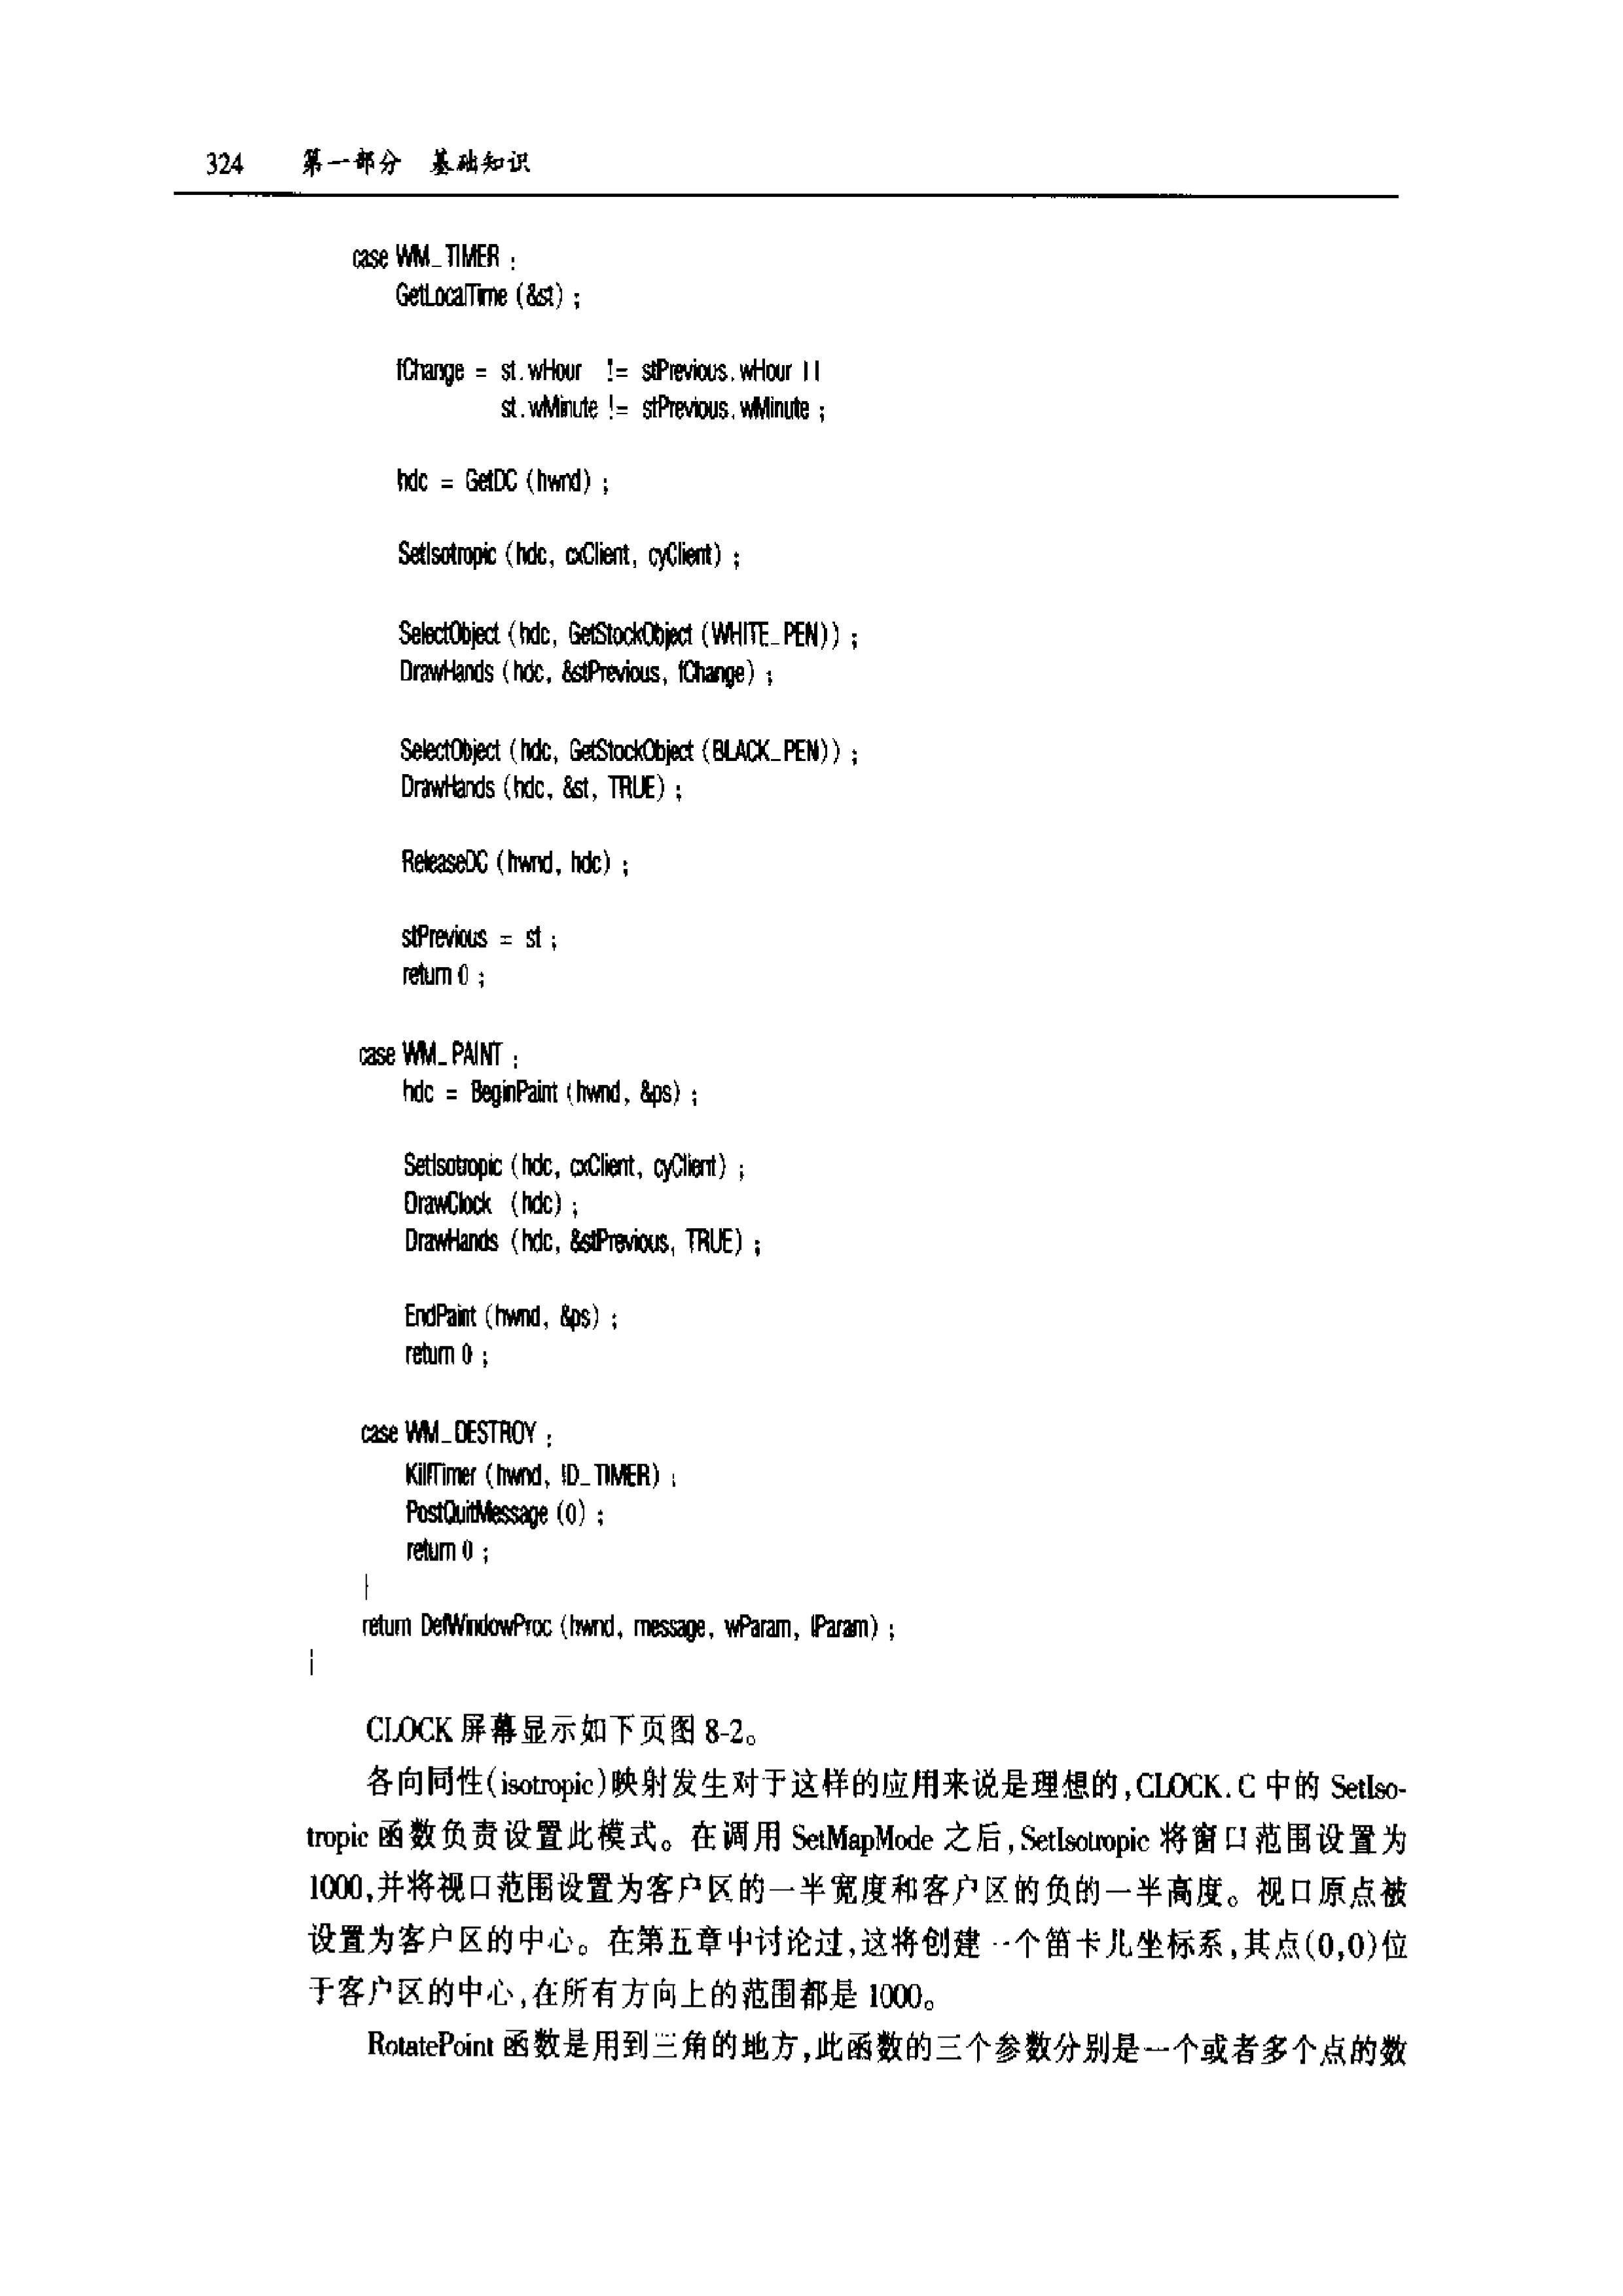 324 第一部分 基础知识
case WM_TIMER :
GetLocalTime (&st) ;
fChange = st.wHour != stPrevious.wHour ||
st.wMinute != stPrevious.wMinute ;
hdc = GetDC (hwnd) ;
SetIsotropic (hdc, cxClient, cyClient) ;
SelectObject (hdc, GetStockObject (WHITE_PEN)) ;
DrawHands (hdc, &stPrevious, fChange) ;
SelectObject (hdc, GetStockObject (BLACK_PEN)) ;
DrawHands (hdc, &st, TRUE) ;
ReleaseDC (hwnd, hdc) ;
stPrevious = st ;
return 0 ;
case WM_PAINT :
hdc = BeginPaint (hwnd, &ps) ;
SetIsotropic (hdc, cxClient, cyClient) ;
DrawClock (hdc) ;
DrawHands (hdc, &stPrevious, TRUE) ;
EndPaint (hwnd, &ps) ;
return 0 ;
case WM_DESTROY :
KillTimer (hwnd, ID_TIMER) ;
PostQuitMessage (0) ;
return 0 ;
}
return DefWindowProc (hwnd, message, wParam, lParam) ;
}
CLOCK 屏幕显示如下页图 8-2。
各向同性(isotropic)映射发生对于这样的应用来说是理想的,CLOCK.C 中的 SetIso-
tropic 函数负责设置此模式。在调用 SetMapMode 之后,SetIsotropic 将窗口范围设置为
1000,并将视口范围设置为客户区的一半宽度和客户区的负的一半高度。视口原点被
设置为客户区的中心。在第五章中讨论过,这将创建一个笛卡儿坐标系,其点(0,0)位
于客户区的中心,在所有方向上的范围都是 1000。
RotatePoint 函数是用到三角的地方,此函数的三个参数分别是一个或者多个点的数